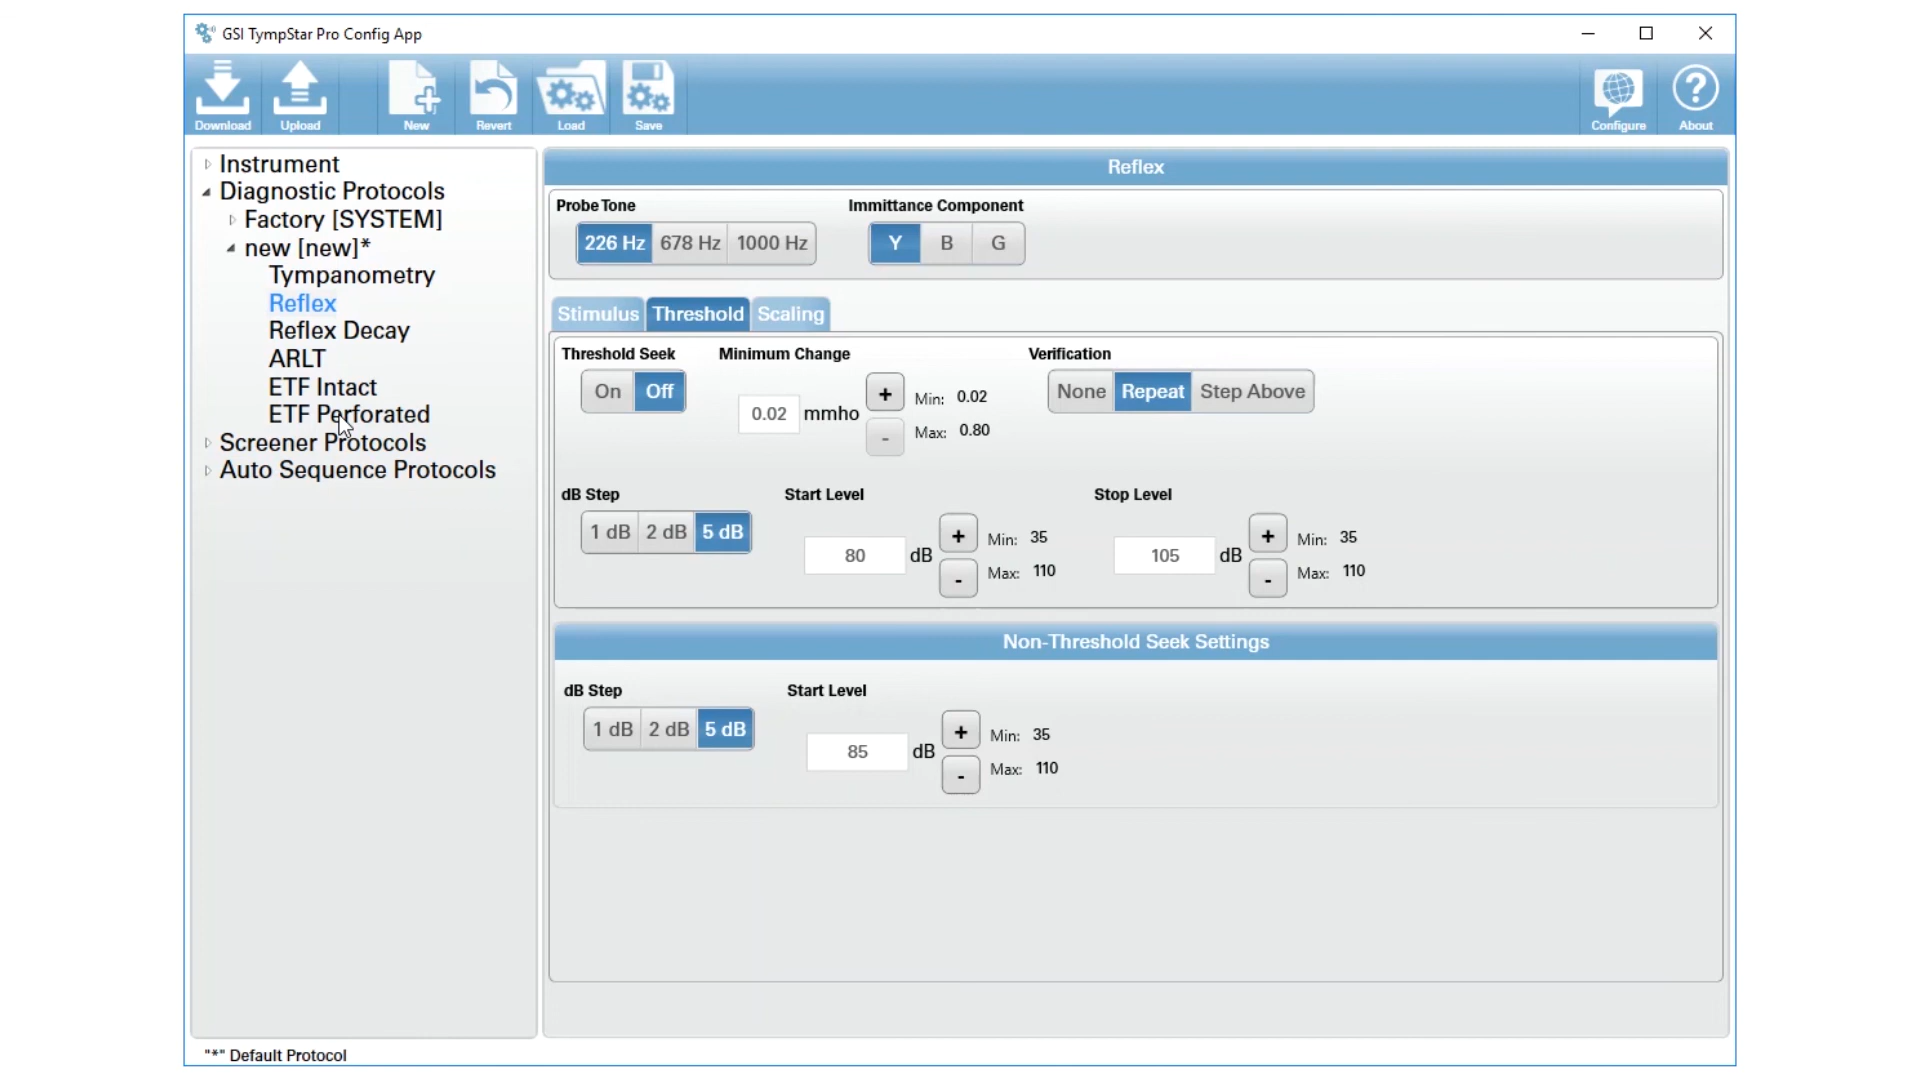 GSI TympStar Pro Config App
Download
Upload
New
Revert
Load
Save
Configure
?
About
Instrument
Diagnostic Protocols
Factory [SYSTEM]
new [new]*
Tympanometry
Reflex
Reflex Decay
ARLT
ETF Intact
ETF Perforated
Screener Protocols
Auto Sequence Protocols
"*" Default Protocol
Reflex
Probe Tone
226 Hz 678 Hz 1000 Hz
Immittance Component
Y B G
Stimulus Threshold Scaling
Threshold Seek
On Off
Minimum Change
0.02 mmho
+
-
Min: 0.02
Max: 0.80
Verification
None Repeat Step Above
dB Step
1 dB 2 dB 5 dB
Start Level
80 dB
+
-
Min: 35
Max: 110
Stop Level
105 dB
+
-
Min: 35
Max: 110
Non-Threshold Seek Settings
dB Step
1 dB 2 dB 5 dB
Start Level
85 dB
+
-
Min: 35
Max: 110